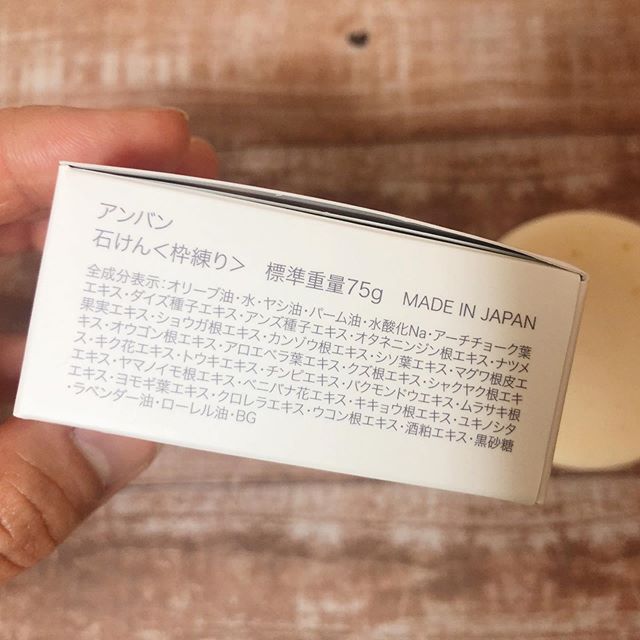 アンバン
石けん<枠練り> 標準重量75g MADE IN JAPAN
全成分表示:オリーブ油・水・ヤシ油・パーム油・水酸化Na・アーチチョーク葉
エキス・ダイズ種子エキス・アンズ種子エキス・オタネニンジン根エキス・ナツメ
果実エキス・ショウガ根エキス・カンゾウ根エキス・シソ葉エキス・マグワ根皮エ
キス・オウゴン根エキス・アロエベラ葉エキス・クズ根エキス・シャクヤク根エキ
ス・キク花エキス・トウキエキス・チンピエキス・バクモンドウエキス・ムラサキ根
エキス・ヤマノイモ根エキス・ベニバナ花エキス・キキョウ根エキス・ユキノシタ
エキス・ヨモギ葉エキス・クロレラエキス・ウコン根エキス・酒粕エキス・黒砂糖
・ラベンダー油・ローレル油・BG